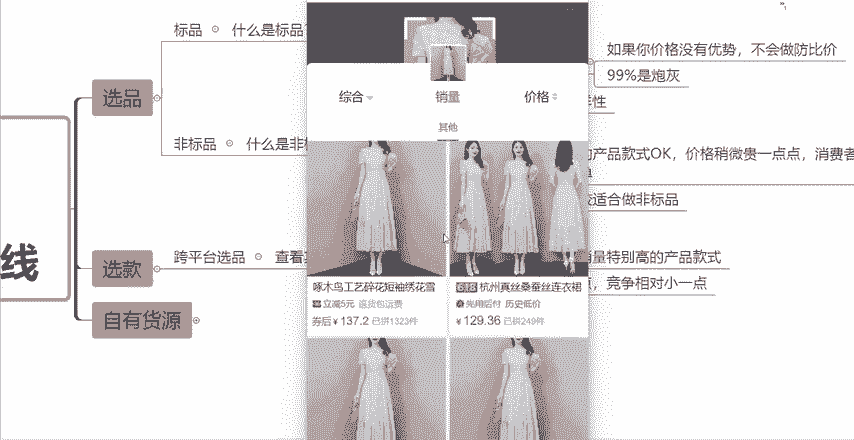 标品
什么是标品
选品
非标品
什么是非标
线
选款
跨平台选品
查看
自有货源
综合
销量
价格
其他
啄木鸟工艺碎花短袖绣花雪
立减5元 退货包运费
券后¥137.2 已拼1323件
618 杭州真丝桑蚕丝连衣裙
先用后付 历史低价
¥129.36 已拼249件
如果你价格没有优势，不会做防比价
99%是炮灰
性
产品款式OK，价格稍微贵一点点，消费者
适合做非标品
销量特别高的产品款式
，竞争相对小一点